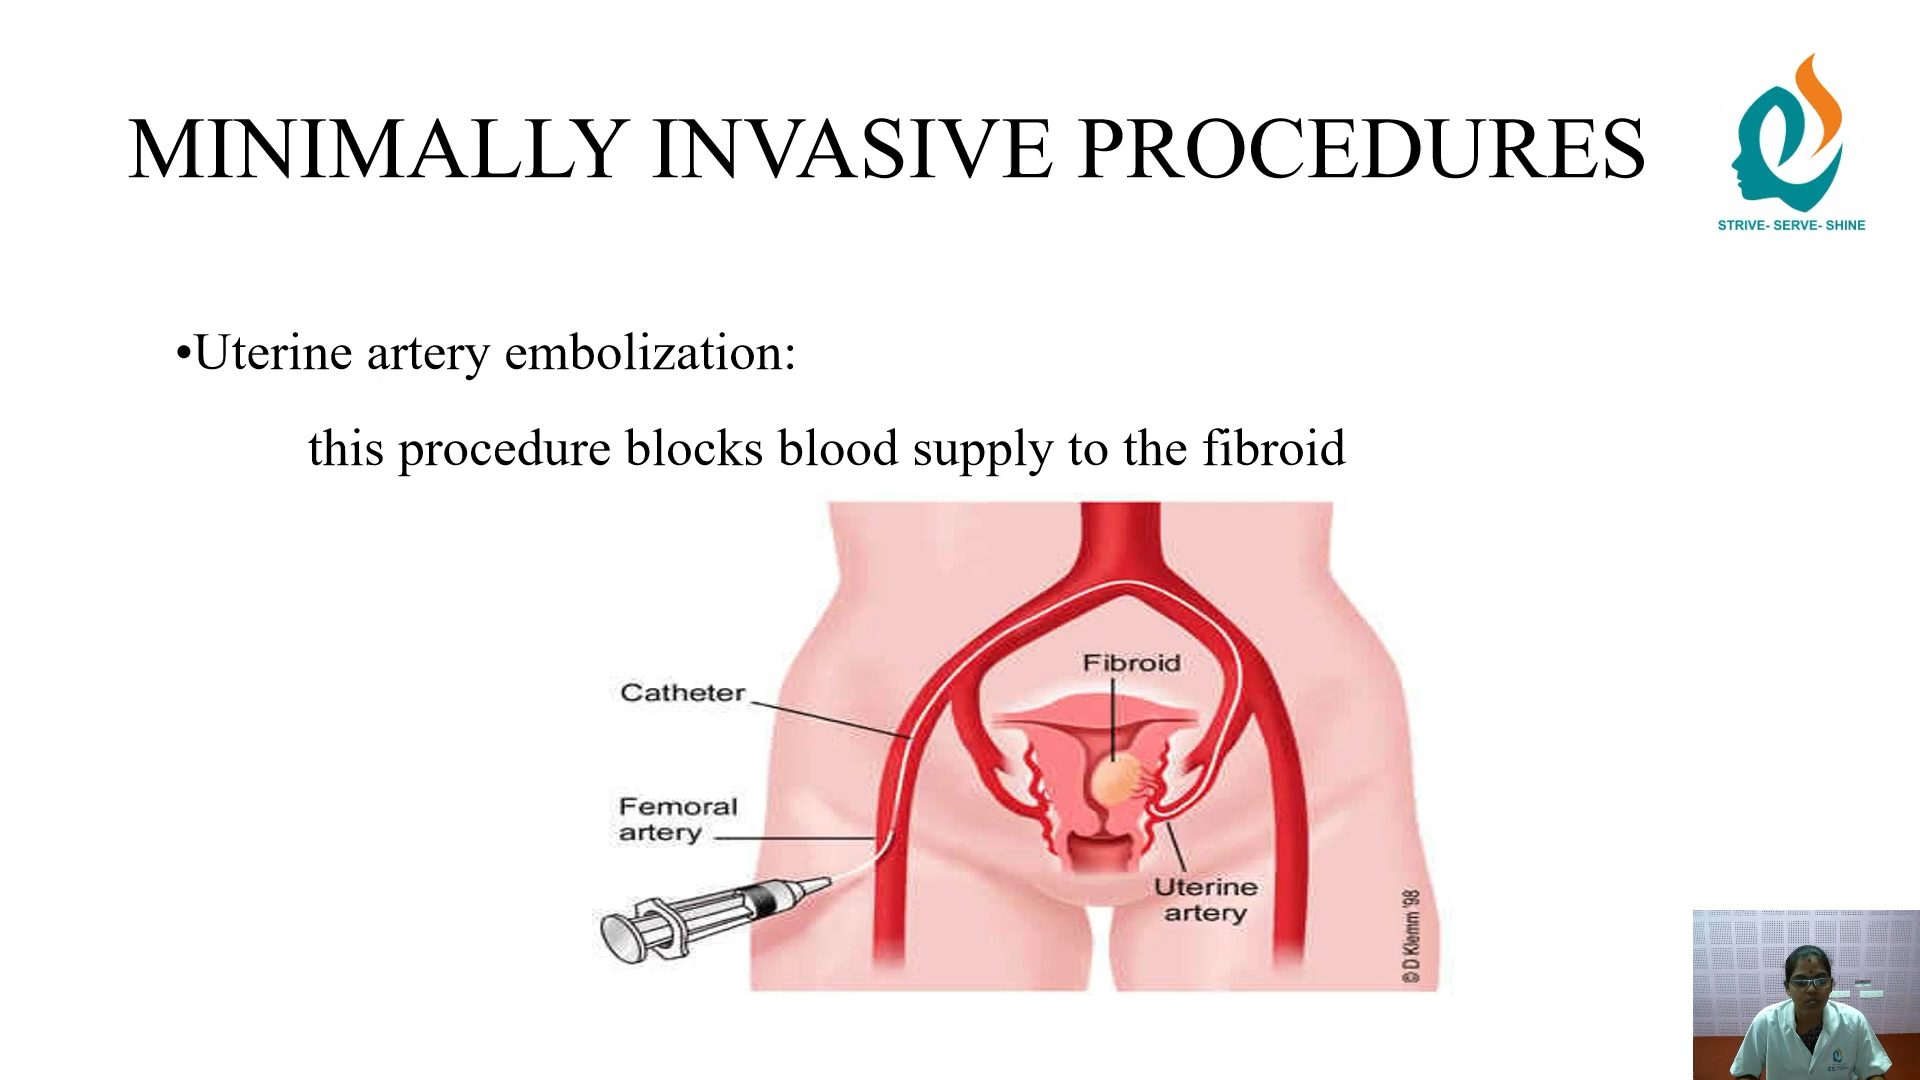 MINIMALLY INVASIVE PROCEDURES
STRIVE- SERVE- SHINE
•Uterine artery embolization:
this procedure blocks blood supply to the fibroid
Fibroid
Catheter
Femoral
artery
Uterine
artery
© D Klemm '98